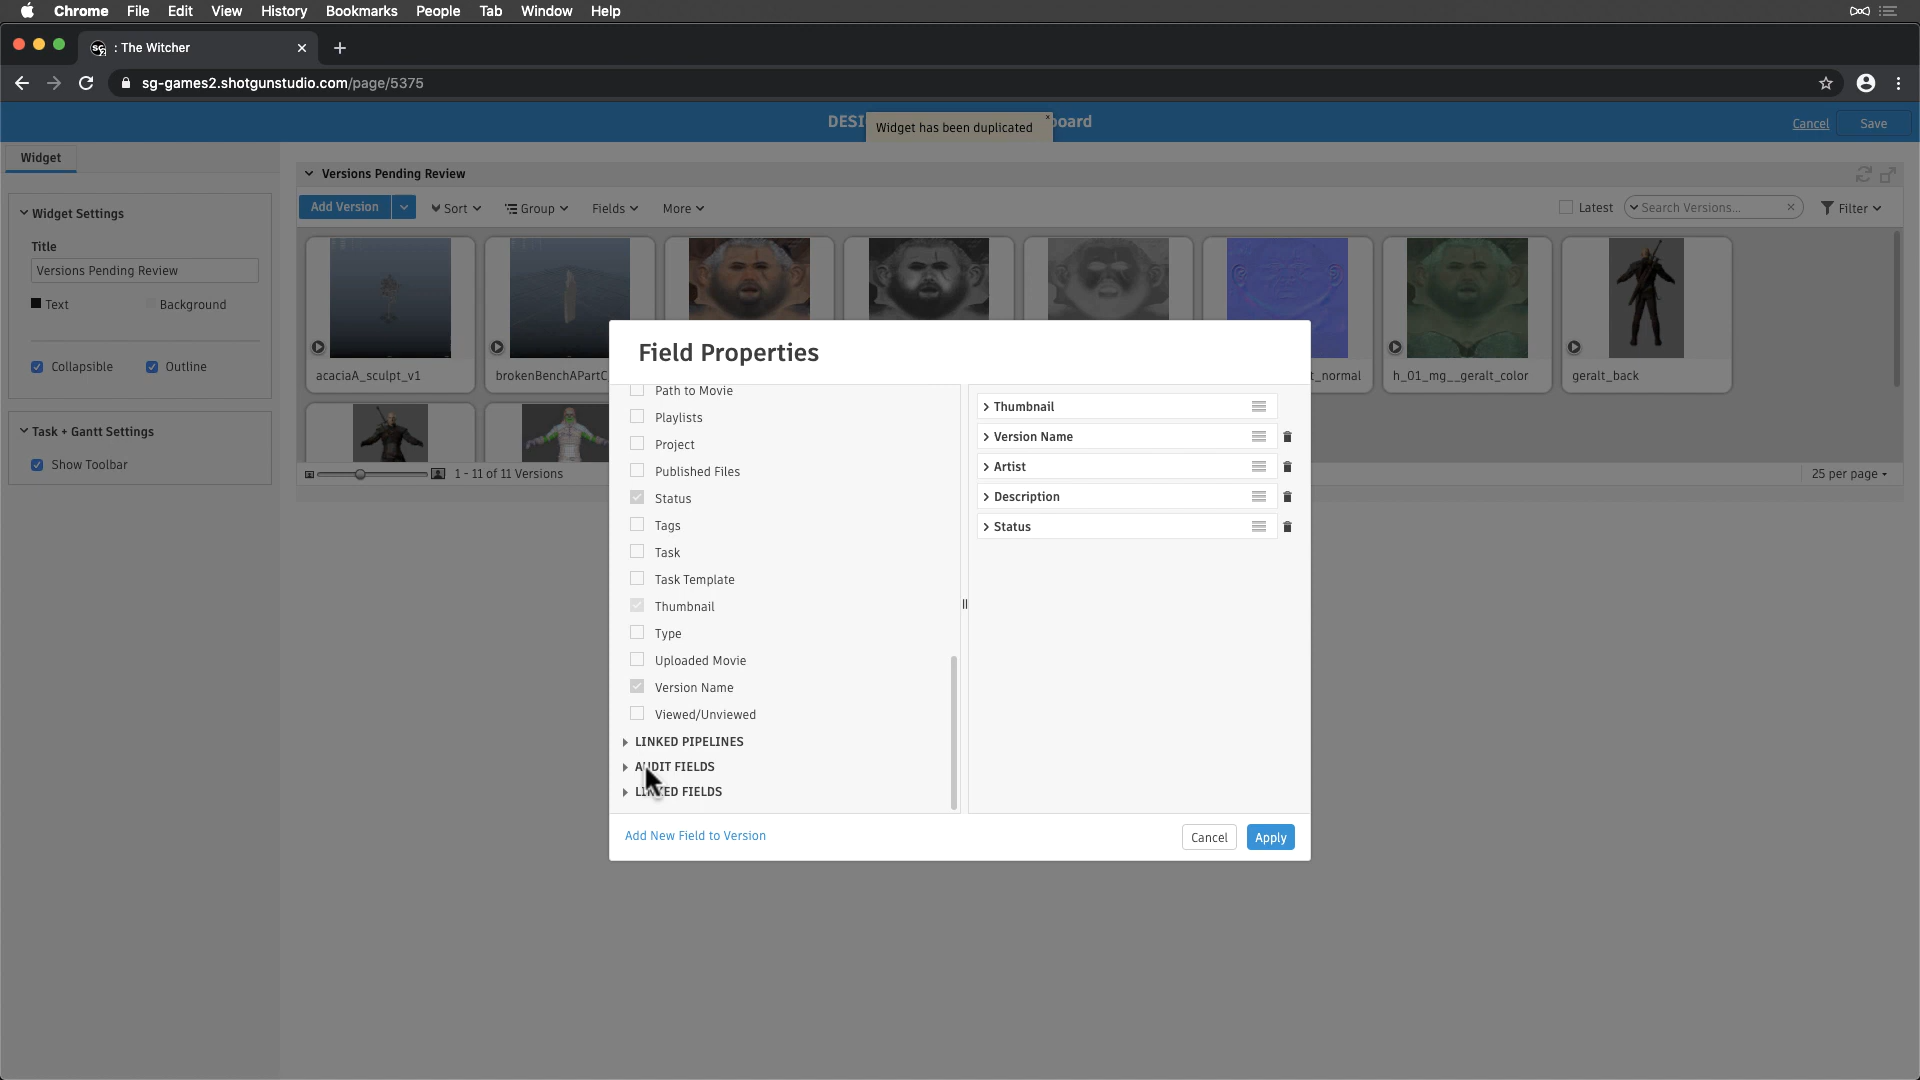 Chrome File Edit View History Bookmarks People Tab Window Help
: The Witcher
sg-games2.shotgunstudio.com/page/5375
DESI
board
Widget has been duplicated
Cancel
Save
Widget
Widget Settings
Title
Versions Pending Review
Text
Background
Collapsible
Outline
Task + Gantt Settings
Show Toolbar
Versions Pending Review
Add Version
Sort
Group
Fields
More
Latest
Search Versions...
Filter
acaciaA_sculpt_v1
brokenBenchAPartC
t_normal
h_01_mg__geralt_color
geralt_back
1 - 11 of 11 Versions
25 per page
Field Properties
Path to Movie
Playlists
Project
Published Files
Status
Tags
Task
Task Template
Thumbnail
Type
Uploaded Movie
Version Name
Viewed/Unviewed
LINKED PIPELINES
AUDIT FIELDS
LINKED FIELDS
Thumbnail
Version Name
Artist
Description
Status
Add New Field to Version
Cancel
Apply